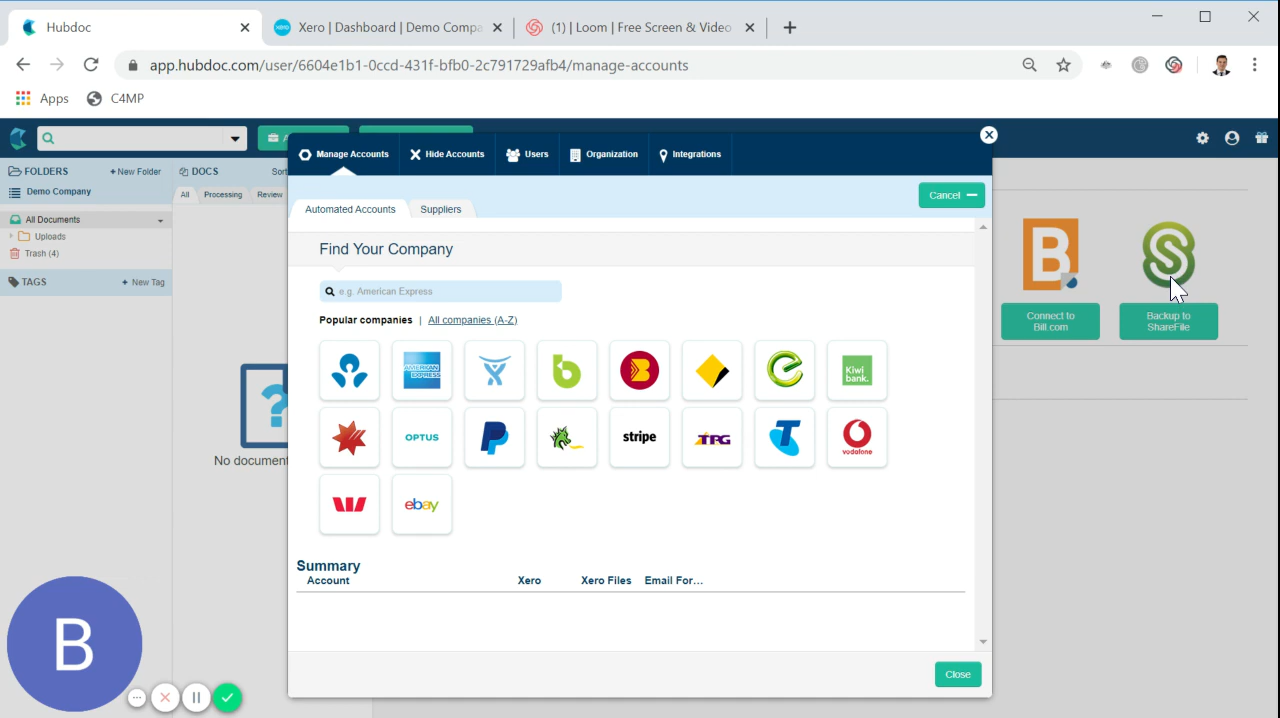 Hubdoc
Xero | Dashboard | Demo Compa
(1) | Loom | Free Screen & Video
app.hubdoc.com/user/6604e1b1-0ccd-431f-bfb0-2c791729afb4/manage-accounts
Apps
C4MP
Manage Accounts
Hide Accounts
Users
Organization
Integrations
FOLDERS
+ New Folder
DOCS
Sort
Demo Company
All
Processing
Review
Automated Accounts
Suppliers
Cancel
All Documents
Uploads
Trash (4)
TAGS
+ New Tag
Find Your Company
e.g. American Express
Popular companies | All companies (A-Z)
B
S
Connect to
Bill.com
Backup to
ShareFile
AMERICAN
EXPRESS
B
Kiwi
bank.
No document
OPTUS
stripe
TPG
vodafone
ebay
Summary
Account
Xero
Xero Files
Email For...
B
Close